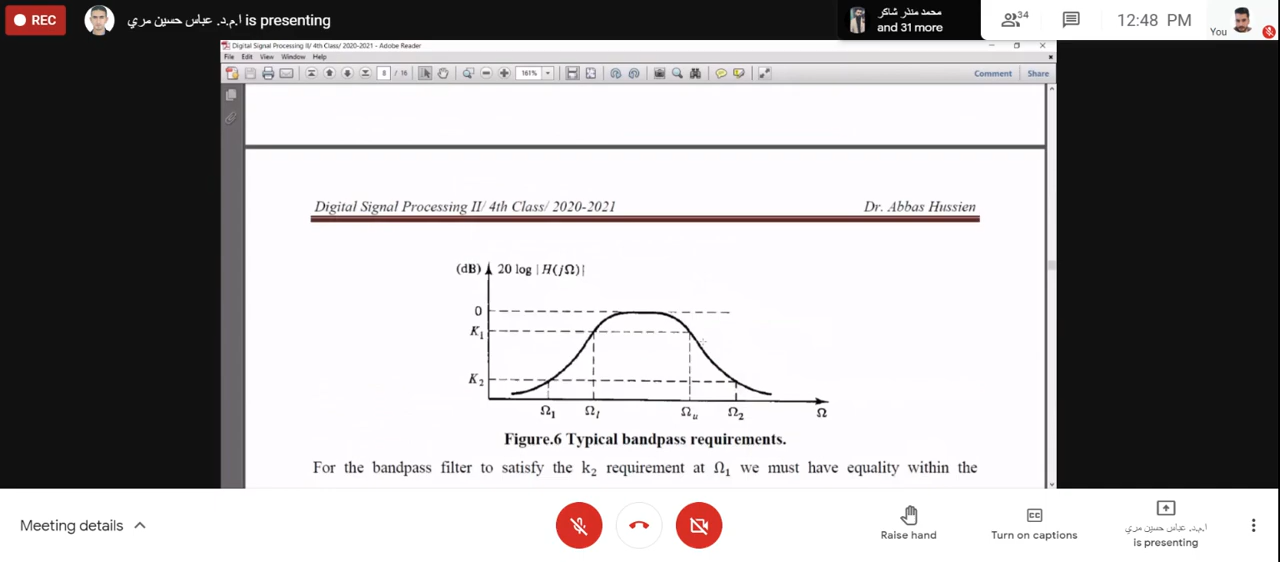 REC
ا.م.د. عباس حسين مري is presenting
محمد منذر شاكر
and 31 more
34
12:48 PM
You
Digital Signal Processing II/ 4th Class/ 2020-2021 - Adobe Reader
File Edit View Window Help
8 / 16
161%
Comment
Share
Digital Signal Processing II/ 4th Class/ 2020-2021
Dr. Abbas Hussien
(dB) 20 log | H(jΩ)|
0
K₁
K₂
Ω₁ Ωₗ Ωᵤ Ω₂ Ω
Figure.6 Typical bandpass requirements.
For the bandpass filter to satisfy the k₂ requirement at Ω₁ we must have equality within the
Meeting details
Raise hand
CC
Turn on captions
ا.م.د. عباس حسين مري
is presenting